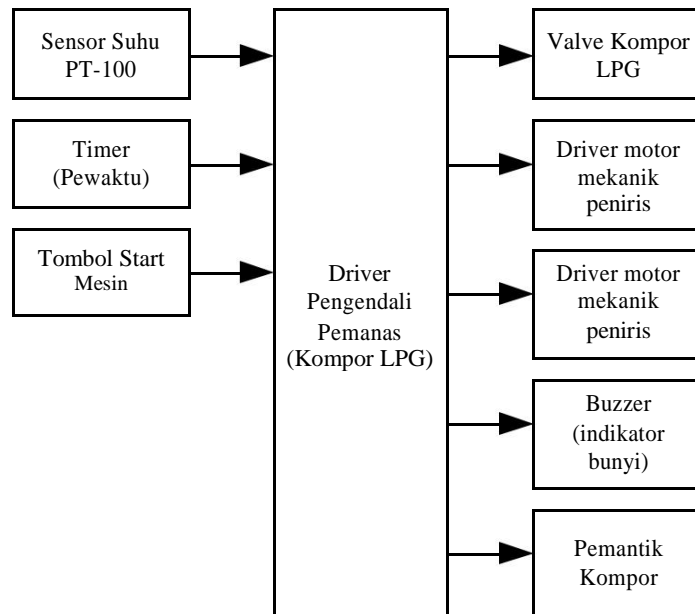 Sensor Suhu
PT-100
Timer
(Pewaktu)
Tombol Start
Mesin
Driver
Pengendali
Pemanas
(Kompor LPG)
Valve Kompor
LPG
Driver motor
mekanik
peniris
Driver motor
mekanik
peniris
Buzzer
(indikator
bunyi)
Pemantik
Kompor